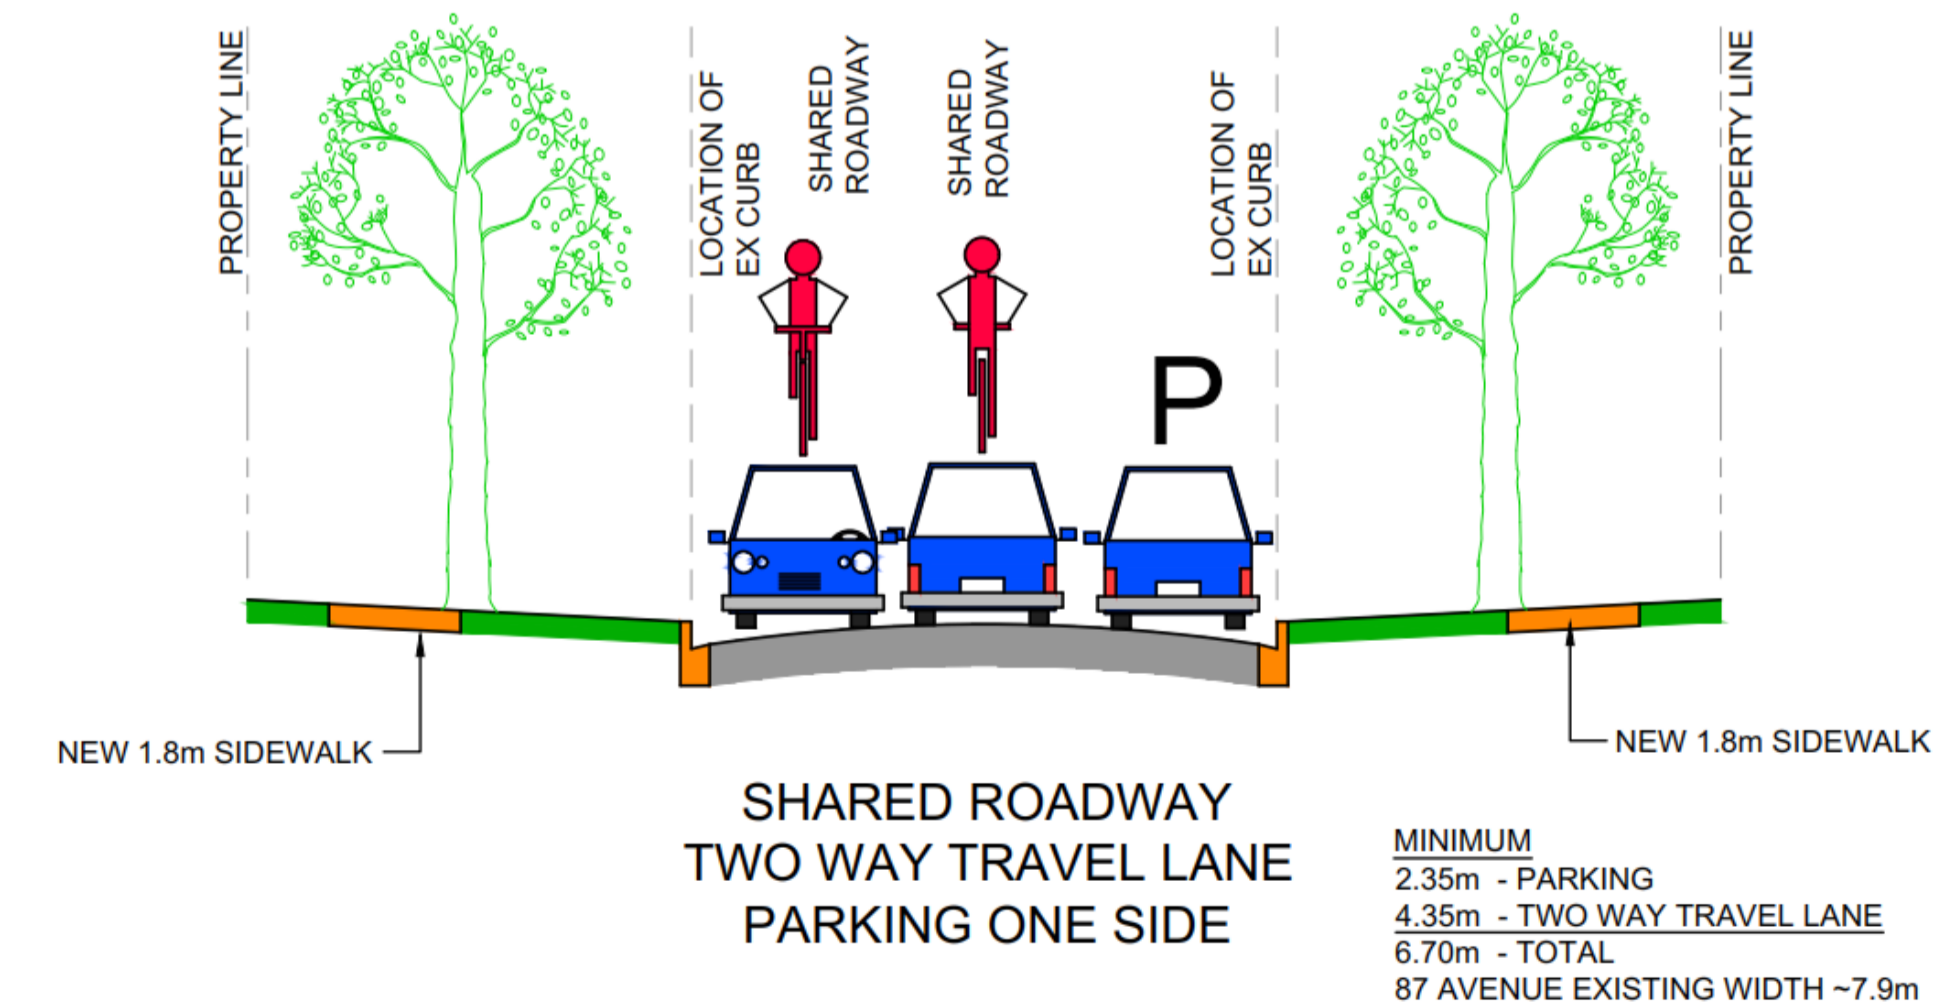 PROPERTY LINE
LOCATION OF
EX CURB
SHARED
ROADWAY
SHARED
ROADWAY
LOCATION OF
EX CURB
PROPERTY LINE
P
NEW 1.8m SIDEWALK
NEW 1.8m SIDEWALK
SHARED ROADWAY
TWO WAY TRAVEL LANE
PARKING ONE SIDE
MINIMUM
2.35m - PARKING
4.35m - TWO WAY TRAVEL LANE
6.70m - TOTAL
87 AVENUE EXISTING WIDTH ~7.9m